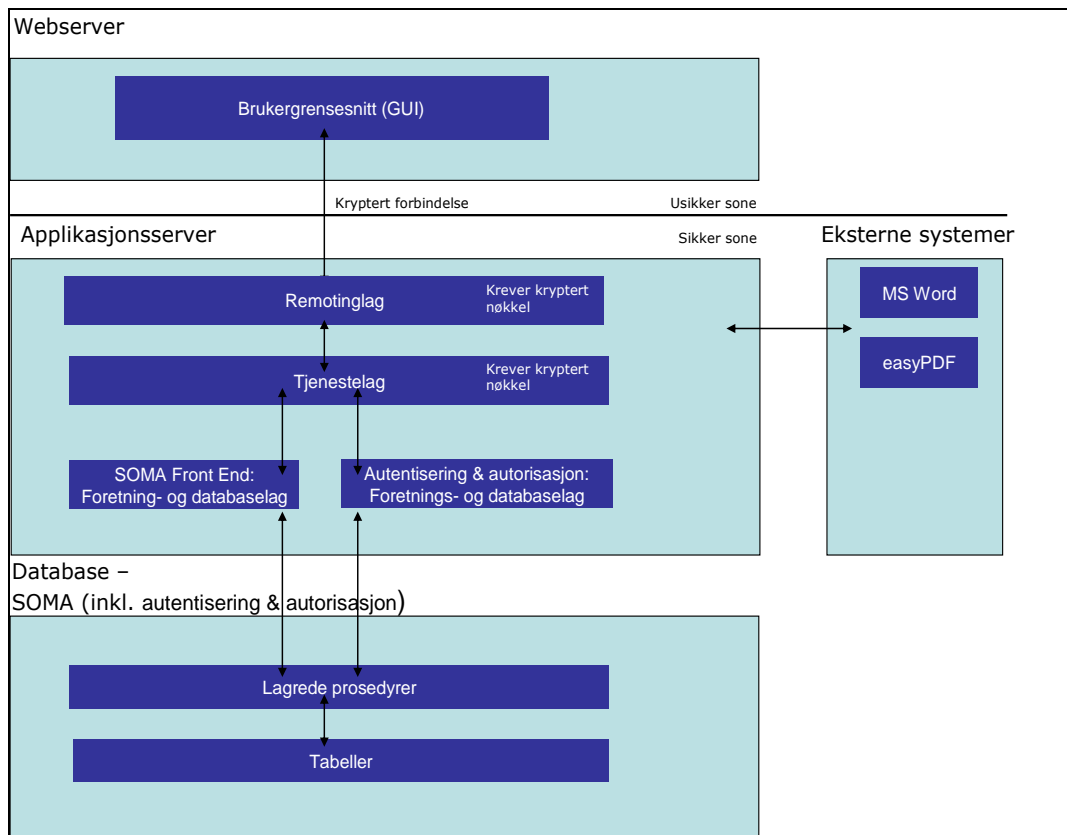 Webserver
Brukergrensesnitt (GUI)
Kryptert forbindelse
Usikker sone
Applikasjonsserver
Sikker sone
Eksterne systemer
Remotinglag
Krever kryptert
nøkkel
MS Word
Tjenestelag
Krever kryptert
nøkkel
easyPDF
SOMA Front End:
Foretning- og databaselag
Autentisering & autorisasjon:
Foretnings- og databaselag
Database –
SOMA (inkl. autentisering & autorisasjon)
Lagrede prosedyrer
Tabeller